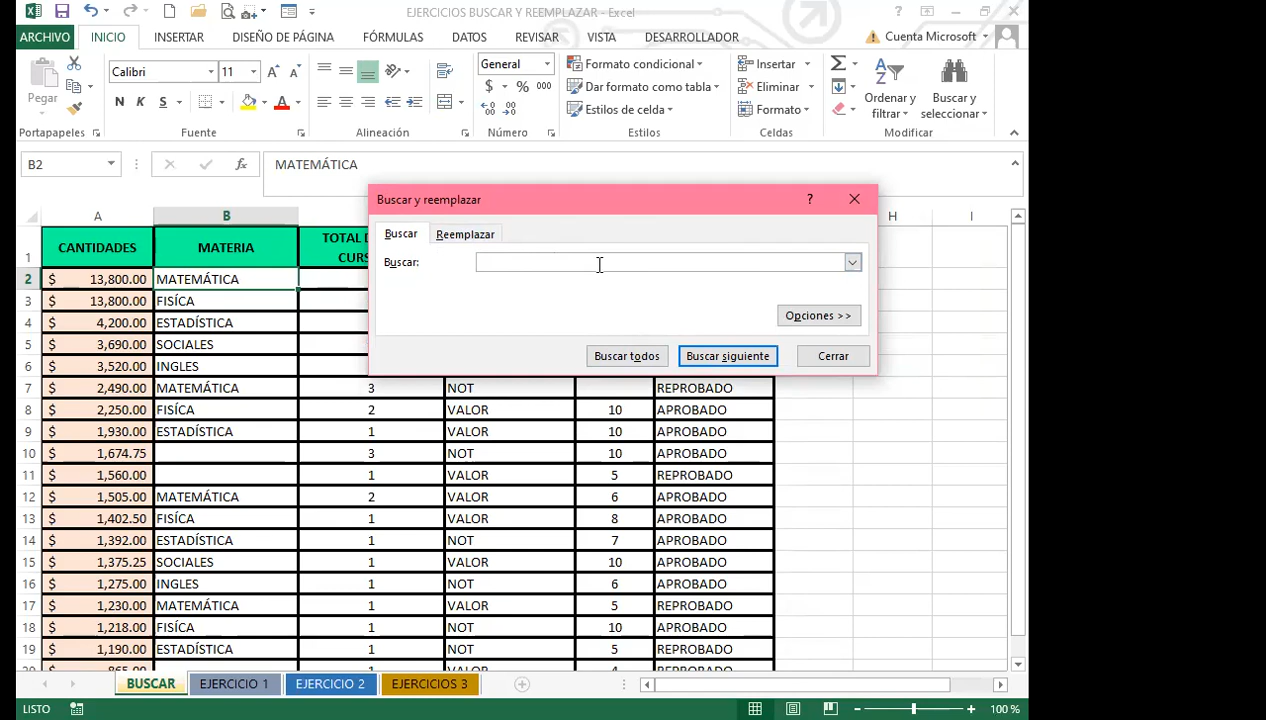 EJERCICIOS BUSCAR Y REEMPLAZAR - Excel
ARCHIVO INICIO INSERTAR DISEÑO DE PÁGINA FÓRMULAS DATOS REVISAR VISTA DESARROLLADOR Cuenta Microsoft
Pegar
Portapapeles
Calibri 11
N K S
Fuente
Alineación
General
$ % 000
Número
Formato condicional
Dar formato como tabla
Estilos de celda
Estilos
Insertar
Eliminar
Formato
Celdas
Ordenar y filtrar
Buscar y seleccionar
Modificar
B2 fx MATEMÁTICA
Buscar y reemplazar ?
Buscar Reemplazar
Buscar:
Opciones >>
Buscar todos Buscar siguiente Cerrar
A B H I
1 CANTIDADES MATERIA
2 $ 13,800.00 MATEMÁTICA
3 $ 13,800.00 FISÍCA
4 $ 4,200.00 ESTADÍSTICA
5 $ 3,690.00 SOCIALES
6 $ 3,520.00 INGLES
7 $ 2,490.00 MATEMÁTICA 3 NOT REPROBADO
8 $ 2,250.00 FISÍCA 2 VALOR 10 APROBADO
9 $ 1,930.00 ESTADÍSTICA 1 VALOR 10 APROBADO
10 $ 1,674.75 3 NOT 10 APROBADO
11 $ 1,560.00 1 VALOR 5 REPROBADO
12 $ 1,505.00 MATEMÁTICA 2 VALOR 6 APROBADO
13 $ 1,402.50 FISÍCA 1 VALOR 8 APROBADO
14 $ 1,392.00 ESTADÍSTICA 1 NOT 7 APROBADO
15 $ 1,375.25 SOCIALES 1 VALOR 10 APROBADO
16 $ 1,275.00 INGLES 1 NOT 6 APROBADO
17 $ 1,230.00 MATEMÁTICA 1 VALOR 5 REPROBADO
18 $ 1,218.00 FISÍCA 1 NOT 10 APROBADO
19 $ 1,190.00 ESTADÍSTICA 1 NOT 5 REPROBADO
BUSCAR EJERCICIO 1 EJERCICIO 2 EJERCICIOS 3
LISTO 100 %